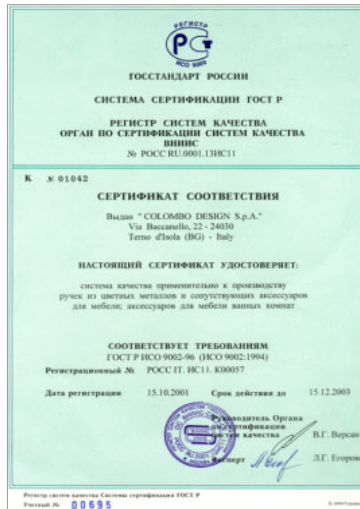 РЕГИСТР
ИСО 9000
ГОССТАНДАРТ РОССИИ
СИСТЕМА СЕРТИФИКАЦИИ ГОСТ Р
РЕГИСТР СИСТЕМ КАЧЕСТВА
ОРГАН ПО СЕРТИФИКАЦИИ СИСТЕМ КАЧЕСТВА
ВНИИС
№ РОСС RU.0001.13ИС11
К № 01042
СЕРТИФИКАТ СООТВЕТСТВИЯ
Выдан "COLOMBO DESIGN S.p.A."
Via Baccanello, 22 - 24030
Terno d'Isola (BG) - Italy
НАСТОЯЩИЙ СЕРТИФИКАТ УДОСТОВЕРЯЕТ:
система качества применительно к производству
ручек из цветных металлов и сопутствующих аксессуаров
для мебели; аксессуаров для мебели ванных комнат
СООТВЕТСТВУЕТ ТРЕБОВАНИЯМ
ГОСТ Р ИСО 9002-96 (ИСО 9002:1994)
Регистрационный № РОСС IT. ИС11. К00057
Дата регистрации 15.10.2001 Срок действия до 15.12.2003
Руководитель Органа
по сертификации
систем качества В.Г. Версан
Эксперт Л.Г. Егорова
Регистр систем качества Системы сертификации ГОСТ Р
Учетный № 00695